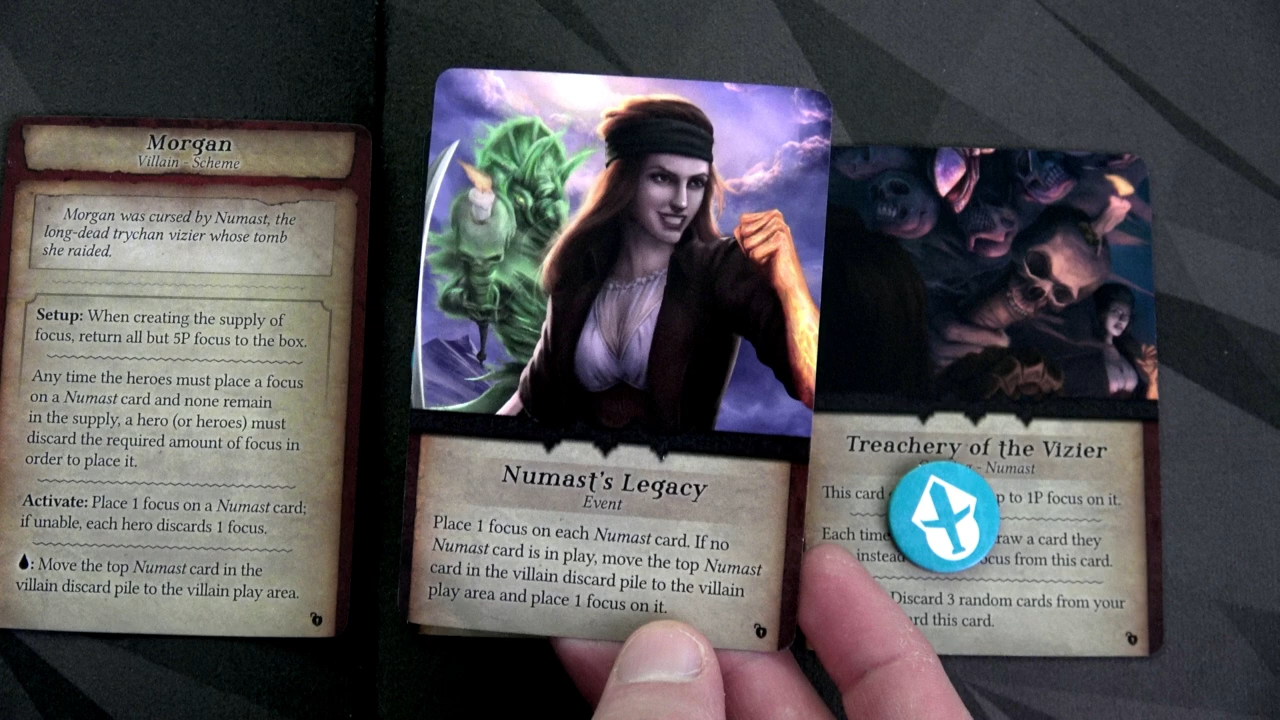 Morgan
Villain - Scheme
Morgan was cursed by Numast, the
long-dead trychan vizier whose tomb
she raided.
Setup: When creating the supply of
focus, return all but 5P focus to the box.
Any time the heroes must place a focus
on a Numast card and none remain
in the supply, a hero (or heroes) must
discard the required amount of focus in
order to place it.
Activate: Place 1 focus on a Numast card;
if unable, each hero discards 1 focus.
: Move the top Numast card in the
villain discard pile to the villain play area.
Numast's Legacy
Event
Place 1 focus on each Numast card. If no
Numast card is in play, move the top Numast
card in the villain discard pile to the villain
play area and place 1 focus on it.
Treachery of the Vizier
- Numast
This card to 1P focus on it.
Each time draw a card they
instead focus from this card.
Discard 3 random cards from your
this card.